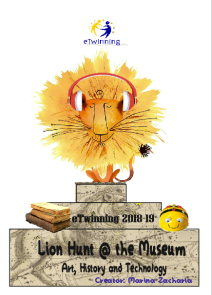 eTwinning
eTwinning 2018-19
Lion Hunt @ the Museum
Art, History and Technology
Creator: Marina Zacharia